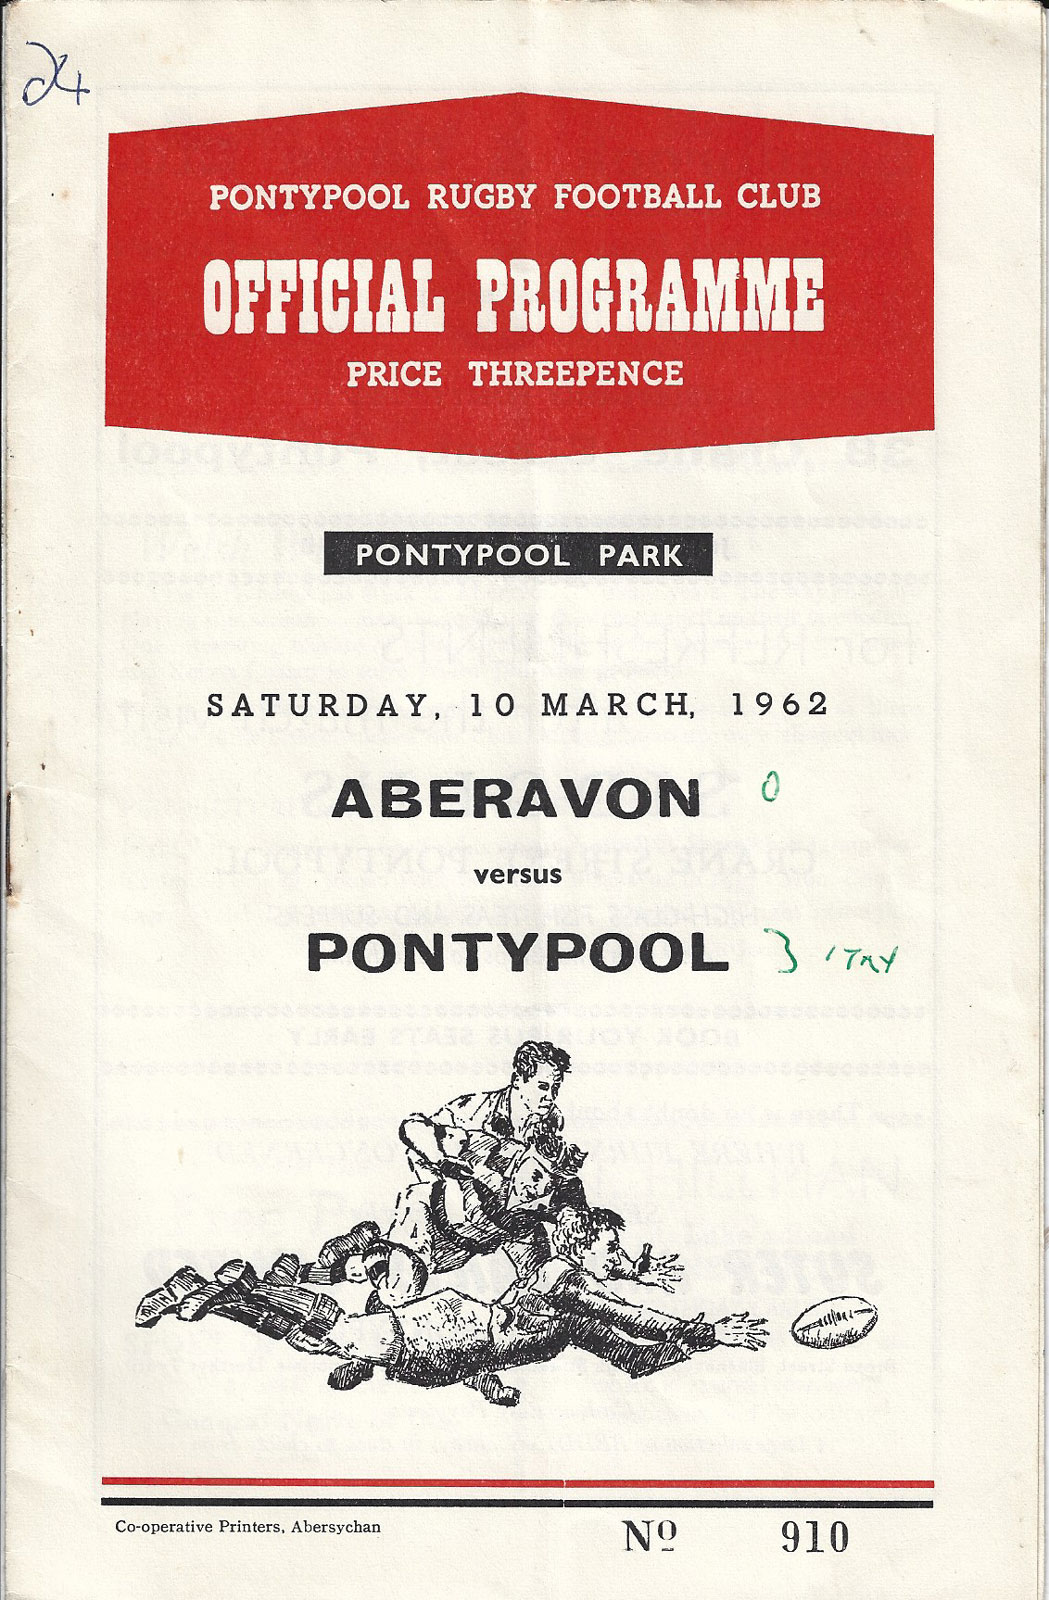 24
PONTYPOOL RUGBY FOOTBALL CLUB
OFFICIAL PROGRAMME
PRICE THREEPENCE
PONTYPOOL PARK
SATURDAY, 10 MARCH, 1962
ABERAVON 0
versus
PONTYPOOL 3 1 TRY
Co-operative Printers, Abersychan
Nº 910